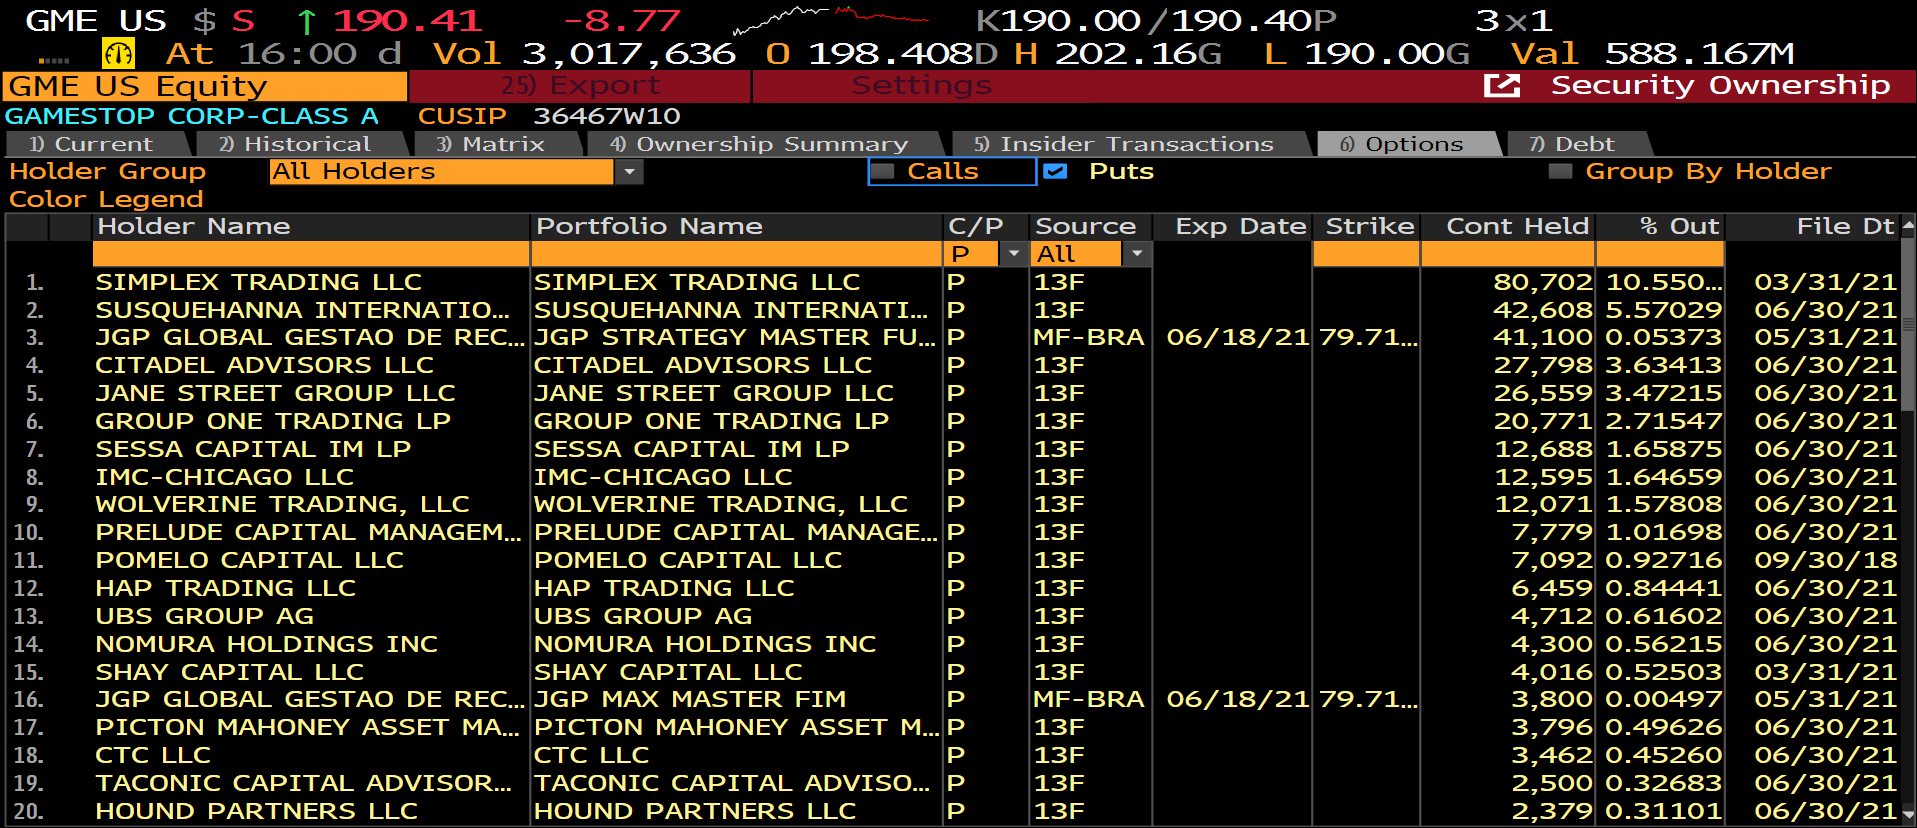 GME US $ S ↑ 190.41 -8.77 K190.00/190.40P 3x1
At 16:00 d Vol 3,017,636 O 198.408D H 202.16G L 190.00G Val 588.167M
GME US Equity 25) Export Settings Security Ownership
GAMESTOP CORP-CLASS A CUSIP 36467W10
1) Current 2) Historical 3) Matrix 4) Ownership Summary 5) Insider Transactions 6) Options 7) Debt
Holder Group All Holders Calls Puts Group By Holder
Color Legend
Holder Name Portfolio Name C/P Source Exp Date Strike Cont Held % Out File Dt
P All
1. SIMPLEX TRADING LLC SIMPLEX TRADING LLC P 13F 80,702 10.550... 03/31/21
2. SUSQUEHANNA INTERNATIO... SUSQUEHANNA INTERNATI... P 13F 42,608 5.57029 06/30/21
3. JGP GLOBAL GESTAO DE REC... JGP STRATEGY MASTER FU... P MF-BRA 06/18/21 79.71... 41,100 0.05373 05/31/21
4. CITADEL ADVISORS LLC CITADEL ADVISORS LLC P 13F 27,798 3.63413 06/30/21
5. JANE STREET GROUP LLC JANE STREET GROUP LLC P 13F 26,559 3.47215 06/30/21
6. GROUP ONE TRADING LP GROUP ONE TRADING LP P 13F 20,771 2.71547 06/30/21
7. SESSA CAPITAL IM LP SESSA CAPITAL IM LP P 13F 12,688 1.65875 06/30/21
8. IMC-CHICAGO LLC IMC-CHICAGO LLC P 13F 12,595 1.64659 06/30/21
9. WOLVERINE TRADING, LLC WOLVERINE TRADING, LLC P 13F 12,071 1.57808 06/30/21
10. PRELUDE CAPITAL MANAGEM... PRELUDE CAPITAL MANAGE... P 13F 7,779 1.01698 06/30/21
11. POMELO CAPITAL LLC POMELO CAPITAL LLC P 13F 7,092 0.92716 09/30/18
12. HAP TRADING LLC HAP TRADING LLC P 13F 6,459 0.84441 06/30/21
13. UBS GROUP AG UBS GROUP AG P 13F 4,712 0.61602 06/30/21
14. NOMURA HOLDINGS INC NOMURA HOLDINGS INC P 13F 4,300 0.56215 06/30/21
15. SHAY CAPITAL LLC SHAY CAPITAL LLC P 13F 4,016 0.52503 03/31/21
16. JGP GLOBAL GESTAO DE REC... JGP MAX MASTER FIM P MF-BRA 06/18/21 79.71... 3,800 0.00497 05/31/21
17. PICTON MAHONEY ASSET MA... PICTON MAHONEY ASSET M... P 13F 3,796 0.49626 06/30/21
18. CTC LLC CTC LLC P 13F 3,462 0.45260 06/30/21
19. TACONIC CAPITAL ADVISOR... TACONIC CAPITAL ADVISO... P 13F 2,500 0.32683 06/30/21
20. HOUND PARTNERS LLC HOUND PARTNERS LLC P 13F 2,379 0.31101 06/30/21